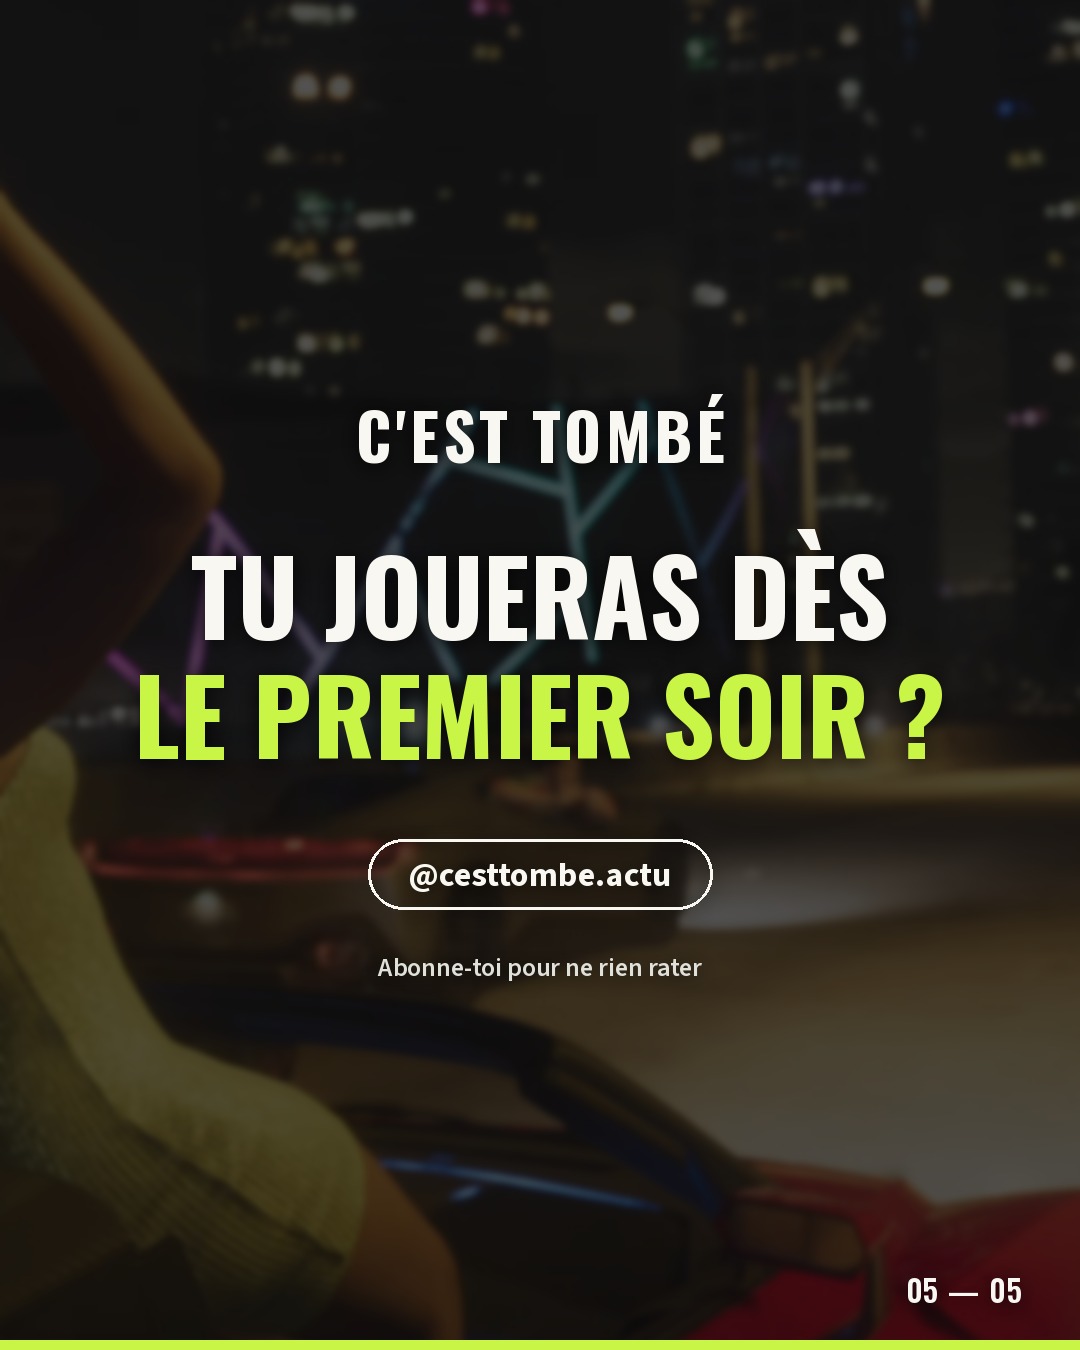 C'EST TOMBÉ
TU JOUERAS DÈS
LE PREMIER SOIR ?
@cesttombe.actu
Abonne-toi pour ne rien rater
05 — 05